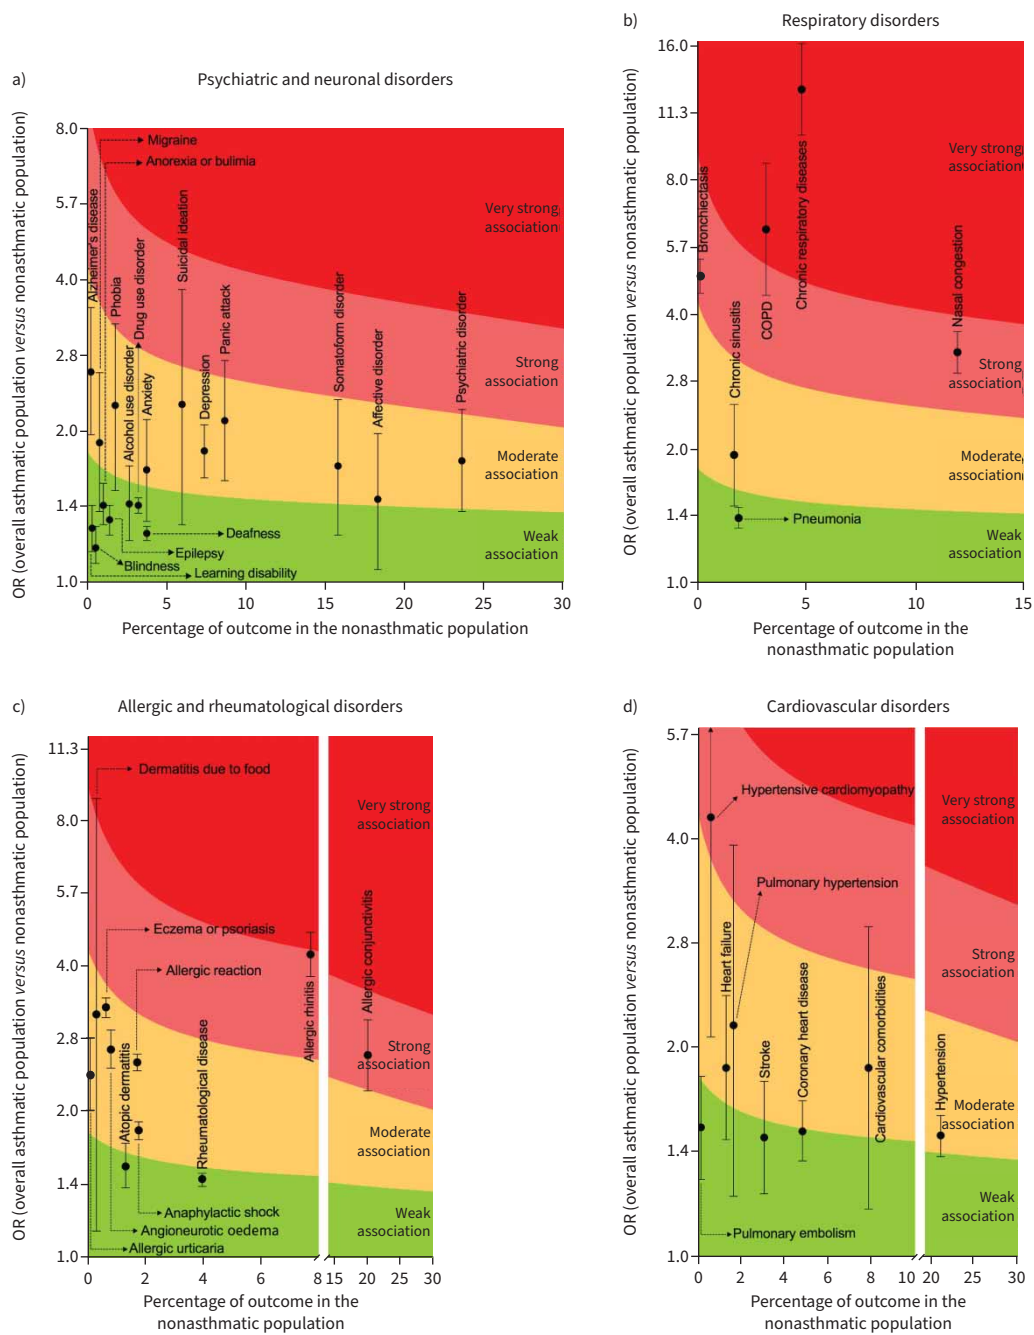 a)
Psychiatric and neuronal disorders
OR (overall asthmatic population versus nonasthmatic population)
8.0
5.7
4.0
2.8
2.0
1.4
1.0
Migraine
Anorexia or bulimia
Alzheimer's disease
Phobia
Drug use disorder
Alcohol use disorder
Anxiety
Suicidal ideation
Depression
Panic attack
Somatoform disorder
Affective disorder
Psychiatric disorder
Very strong
association
Strong
association
Moderate
association
Weak
association
Deafness
Epilepsy
Blindness
Learning disability
0 5 10 15 20 25 30
Percentage of outcome in the nonasthmatic population
b)
Respiratory disorders
OR (overall asthmatic population versus nonasthmatic population)
16.0
11.3
8.0
5.7
4.0
2.8
2.0
1.4
1.0
Bronchiectasis
Chronic sinusitis
COPD
Chronic respiratory diseases
Nasal congestion
Pneumonia
Very strong
association
Strong
association
Moderate
association
Weak
association
0 5 10 15
Percentage of outcome in the
nonasthmatic population
c)
Allergic and rheumatological disorders
OR (overall asthmatic population versus nonasthmatic population)
11.3
8.0
5.7
4.0
2.8
2.0
1.4
1.0
Dermatitis due to food
Eczema or psoriasis
Allergic reaction
Atopic dermatitis
Rheumatological disease
Allergic rhinitis
Allergic conjunctivitis
Anaphylactic shock
Angioneurotic oedema
Allergic urticaria
Very strong
association
Strong
association
Moderate
association
Weak
association
0 2 4 6 8 15 20 25 30
Percentage of outcome in the
nonasthmatic population
d)
Cardiovascular disorders
OR (overall asthmatic population versus nonasthmatic population)
5.7
4.0
2.8
2.0
1.4
1.0
Hypertensive cardiomyopathy
Pulmonary hypertension
Heart failure
Stroke
Coronary heart disease
Cardiovascular comorbidities
Hypertension
Pulmonary embolism
Very strong
association
Strong
association
Moderate
association
Weak
association
0 2 4 6 8 10 20 25 30
Percentage of outcome in the
nonasthmatic population